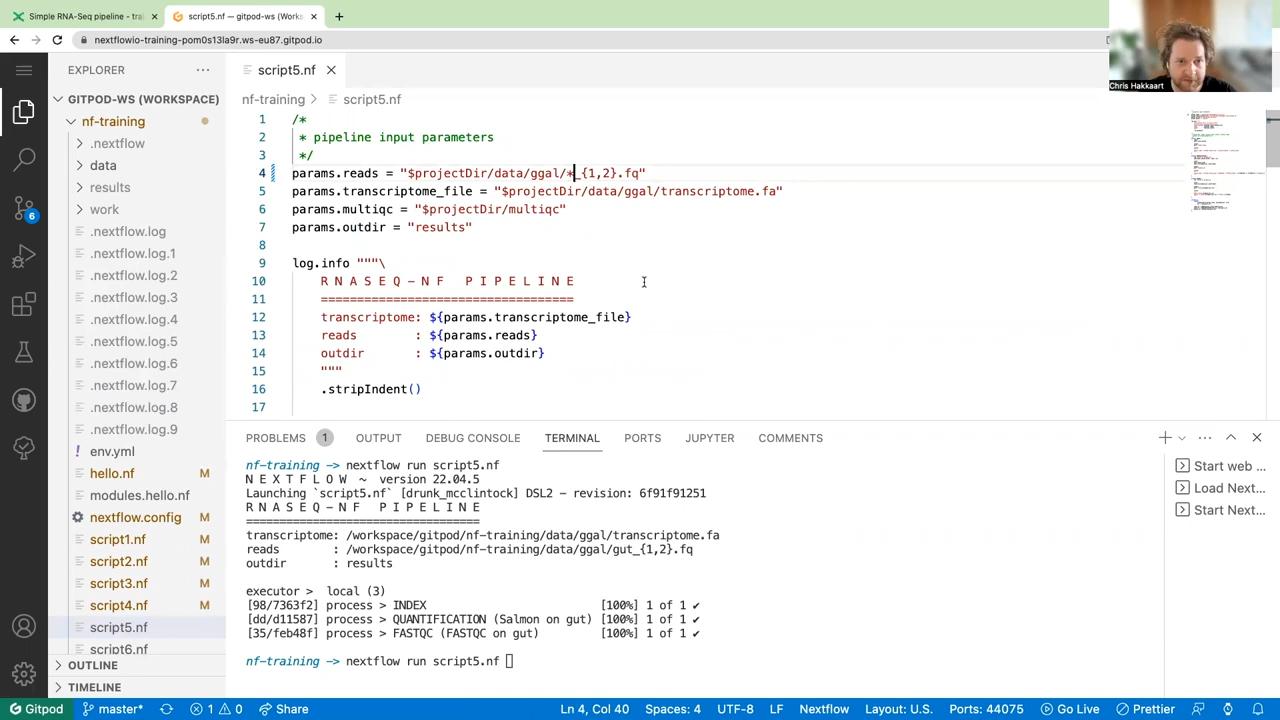 Simple RNA-Seq pipeline - trai
script5.nf — gitpod-ws (Works
nextflowio-training-pom0s13la9r.ws-eu87.gitpod.io
Chris Hakkaart
EXPLORER
GITPOD-WS (WORKSPACE)
nf-training
.nextflow
data
results
work
.nextflow.log
.nextflow.log.1
.nextflow.log.2
.nextflow.log.3
.nextflow.log.4
.nextflow.log.5
.nextflow.log.6
.nextflow.log.7
.nextflow.log.8
.nextflow.log.9
env.yml
hello.nf M
modules.hello.nf
nextflow.config M
script1.nf M
script2.nf M
script3.nf M
script4.nf M
script5.nf
script6.nf
OUTLINE
TIMELINE
script5.nf
nf-training > script5.nf
1 /*
2 * pipeline input parameters
3 */
4 params.reads = "$projectDir/data/ggal/*_{1,2}.fq"
5 params.transcriptome_file = "$projectDir/data/ggal/transcriptome.fa"
6 params.multiqc = "$projectDir/multiqc"
7 params.outdir = "results"
8
9 log.info """\
10 R N A S E Q - N F   P I P E L I N E
11 ===================================
12 transcriptome: ${params.transcriptome_file}
13 reads        : ${params.reads}
14 outdir       : ${params.outdir}
15 """
16 .stripIndent()
17
PROBLEMS 1 OUTPUT DEBUG CONSOLE TERMINAL PORTS JUPYTER COMMENTS
nf-training -> nextflow run script5.nf
N E X T F L O W  ~  version 22.04.5
Launching `script5.nf` [drunk_mcclintock] DSL2 - revision: 6f91f91251
R N A S E Q - N F   P I P E L I N E
===================================
transcriptome: /workspace/gitpod/nf-training/data/ggal/transcriptome.fa
reads        : /workspace/gitpod/nf-training/data/ggal/gut_{1,2}.fq
outdir       : results
executor >  local (3)
[98/7363f2] process > INDEX                          [100%] 1 of 1 ✔
[dd/d11587] process > QUANTIFICATION (Salmon on gut) [100%] 1 of 1 ✔
[35/feb48f] process > FASTQC (FASTQC on gut)         [100%] 1 of 1 ✔
nf-training -> nextflow run script5.nf
Start web ...
Load Next...
Start Next...
6
Gitpod master* 1 0 Share Ln 4, Col 40 Spaces: 4 UTF-8 LF Nextflow Layout: U.S. Ports: 44075 Go Live Prettier